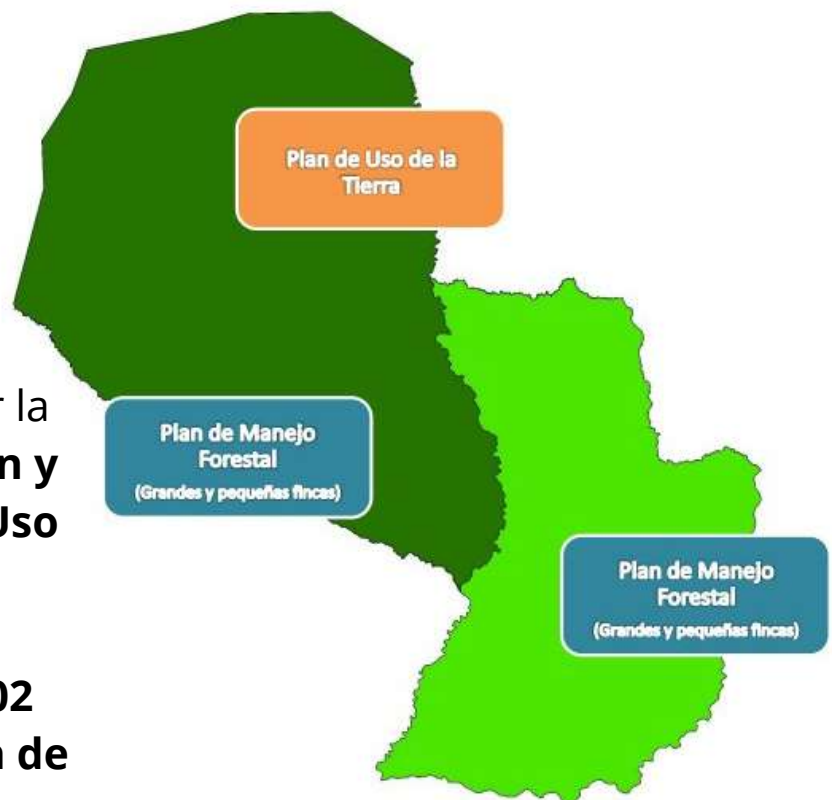 Plan de Uso de la
Tierra
r la
n y
Uso
02
n de
Plan de Manejo
Forestal
(Grandes y pequeñas fincas)
Plan de Manejo
Forestal
(Grandes y pequeñas fincas)